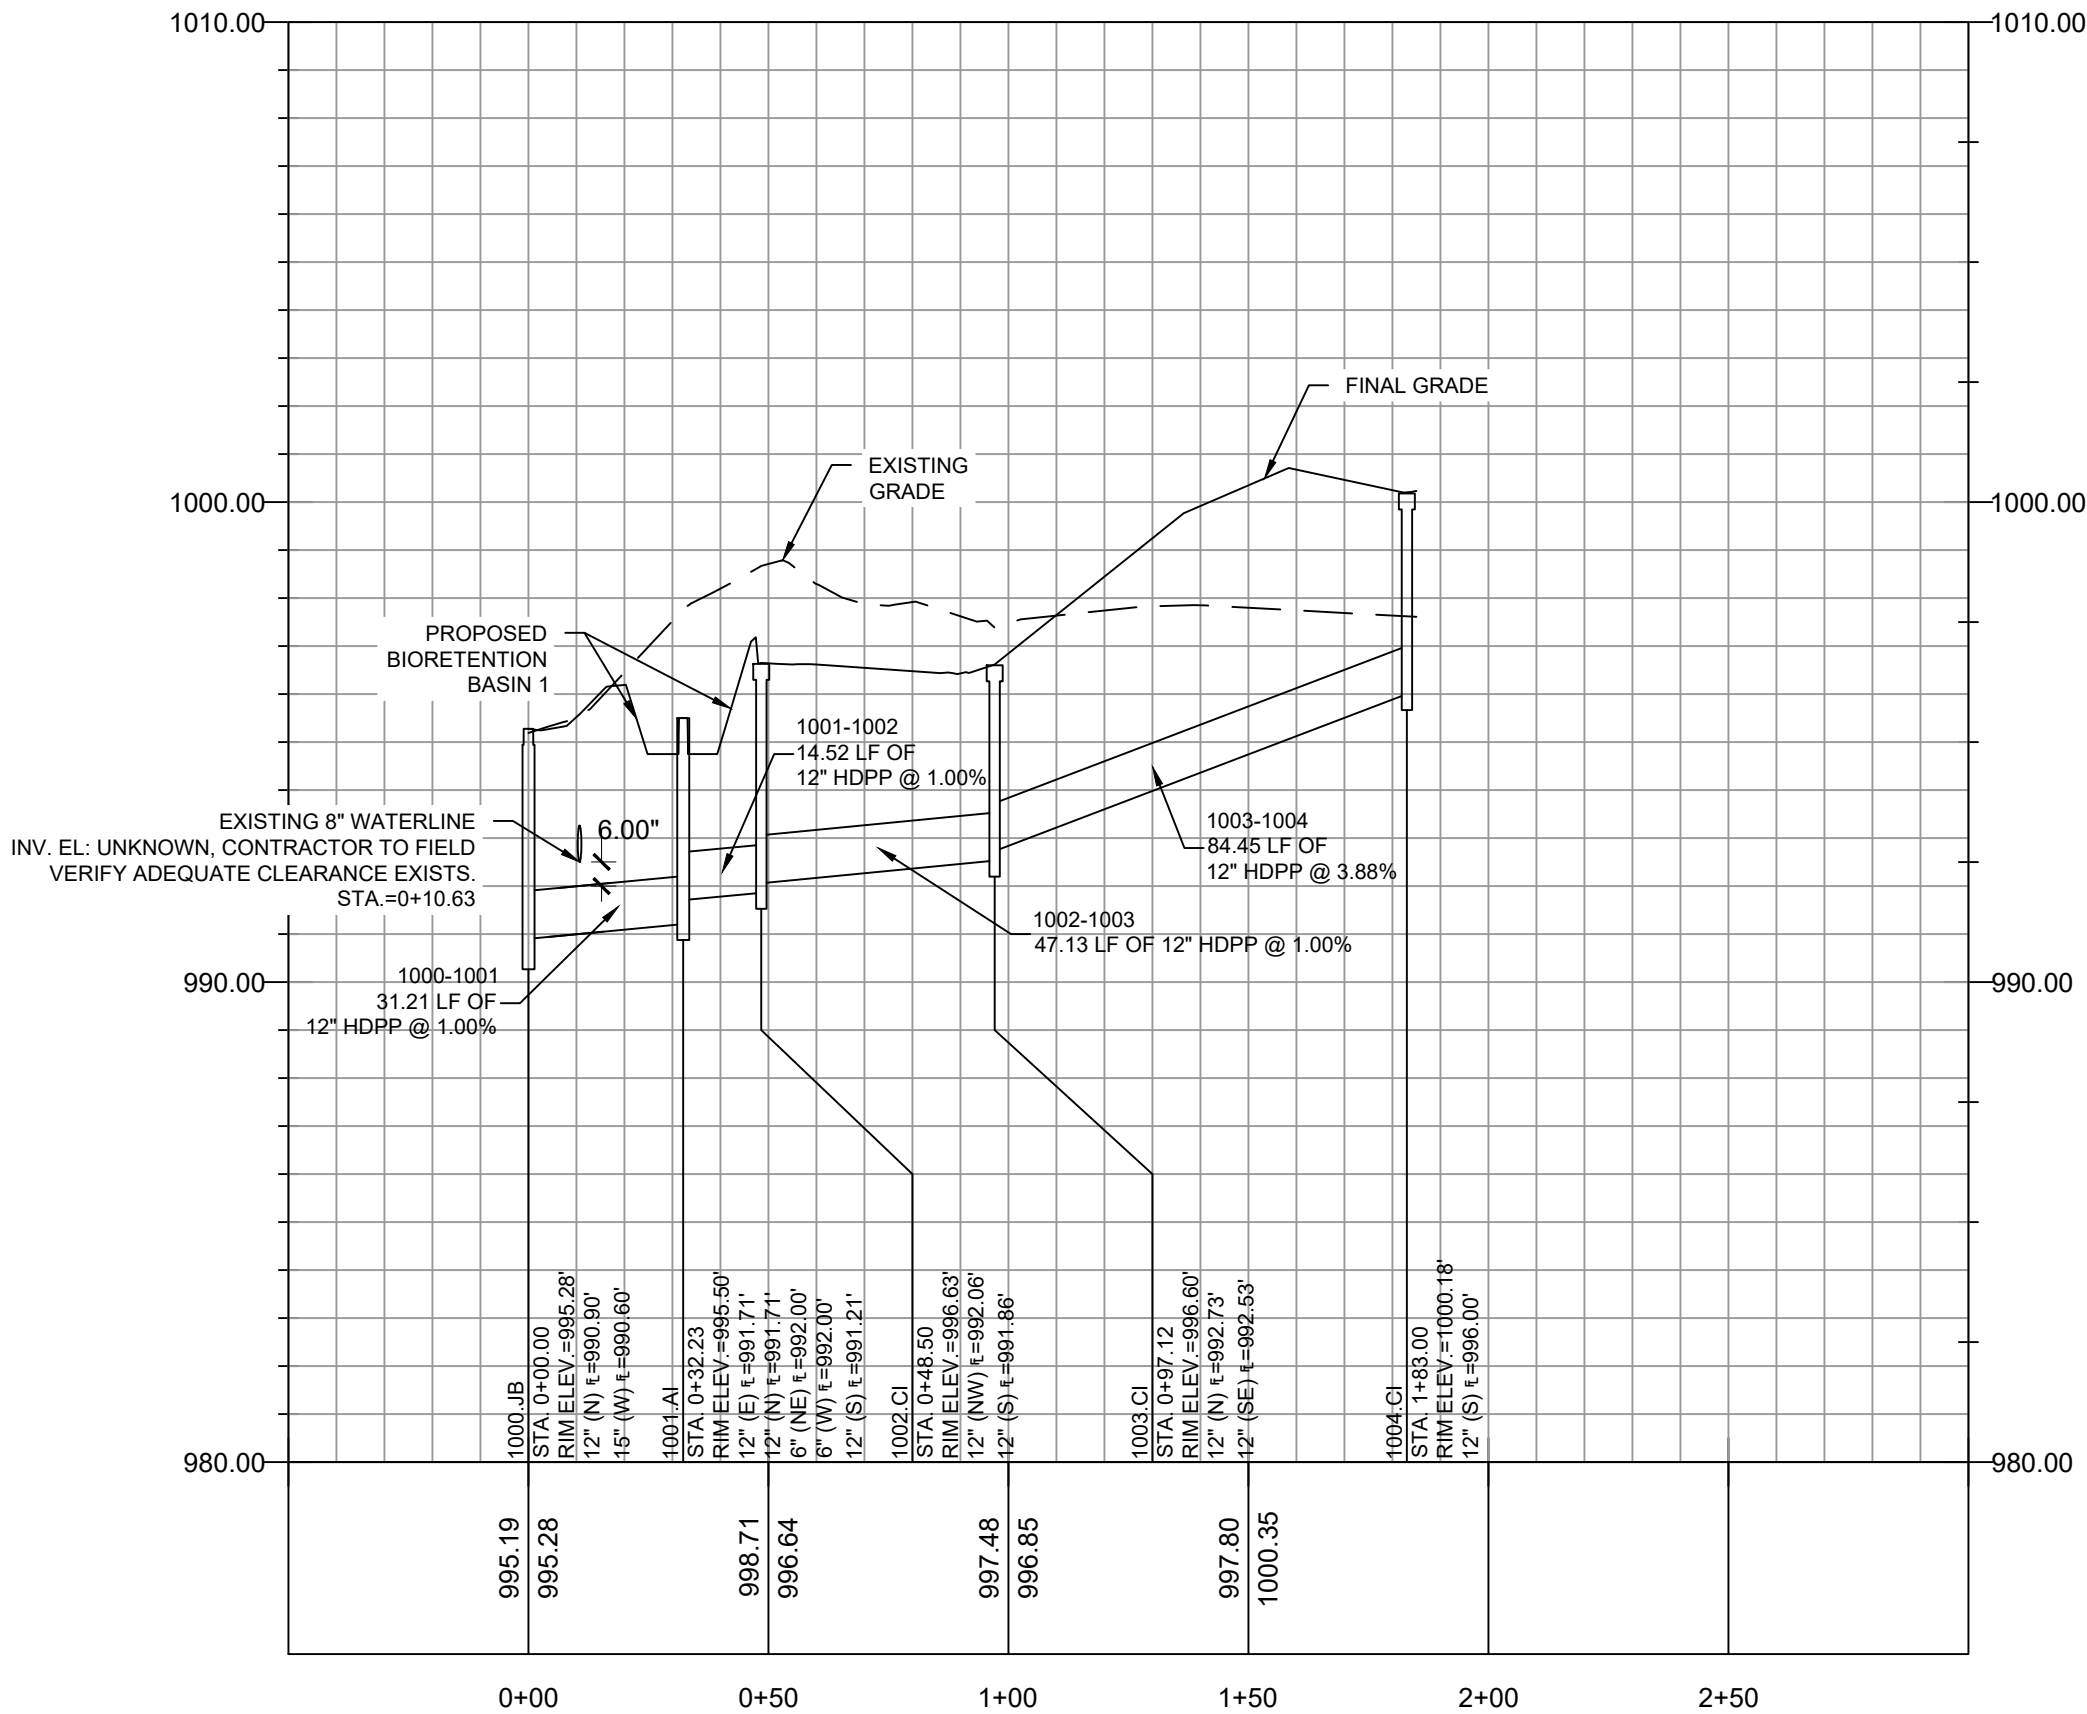 1010.00
1010.00
FINAL GRADE
EXISTING
GRADE
1000.00
1000.00
PROPOSED
BIORETENTION
BASIN 1
1001-1002
14.52 LF OF
12" HDPP @ 1.00%
EXISTING 8" WATERLINE
INV. EL: UNKNOWN, CONTRACTOR TO FIELD
VERIFY ADEQUATE CLEARANCE EXISTS.
STA.=0+10.63
6.00"
1003-1004
84.45 LF OF
12" HDPP @ 3.88%
1002-1003
47.13 LF OF 12" HDPP @ 1.00%
1000-1001
31.21 LF OF
12" HDPP @ 1.00%
990.00
990.00
1000.JB
STA. 0+00.00
RIM ELEV.=995.28'
12" (N) ℄=990.90'
15" (W) ℄=990.60'
1001.AI
STA. 0+32.23
RIM ELEV.=995.50'
12" (E) ℄=991.71'
12" (N) ℄=991.71'
6" (NE) ℄=992.00'
6" (W) ℄=992.00'
12" (S) ℄=991.21'
1002.CI
STA. 0+48.50
RIM ELEV.=996.63'
12" (NW) ℄=992.06'
12" (S) ℄=991.86'
1003.CI
STA. 0+97.12
RIM ELEV.=996.60'
12" (N) ℄=992.73'
12" (SE) ℄=992.53'
1004.CI
STA. 1+83.00
RIM ELEV.=1000.18'
12" (S) ℄=996.00'
980.00
980.00
995.19
995.28
998.71
996.64
997.48
996.85
997.80
1000.35
0+00
0+50
1+00
1+50
2+00
2+50